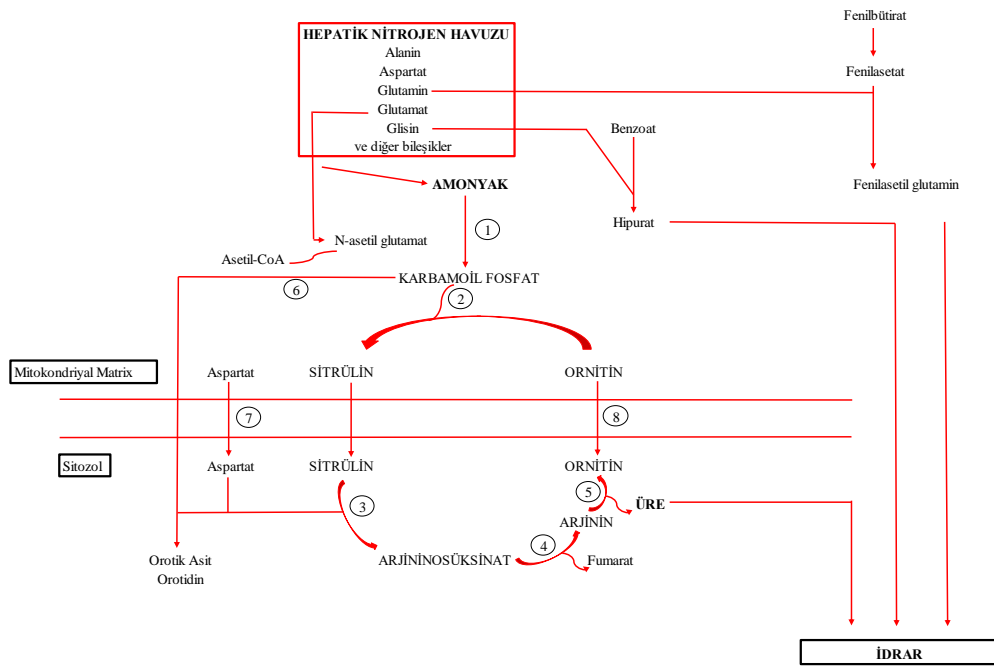 Fenilbütirat
HEPATİK NİTROJEN HAVUZU
Alanin
Aspartat
Glutamin
Glutamat
Glisin
ve diğer bileşikler
Fenilasetat
Benzoat
AMONYAK
Fenilasetil glutamin
Hipurat
1
N-asetil glutamat
Asetil-CoA
KARBAMOİL FOSFAT
6
2
Mitokondriyal Matrix
Aspartat
SİTRÜLİN
ORNİTİN
7
8
Sitozol
Aspartat
SİTRÜLİN
ORNİTİN
5
3
ÜRE
ARJİNİN
4
Orotik Asit
Orotidin
ARJİNİNOSÜKSİNAT
Fumarat
İDRAR